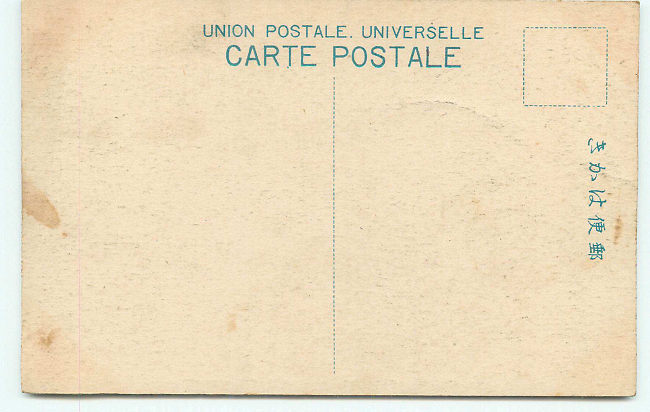 UNION POSTALE. UNIVERSELLE
CARTE POSTALE
きかは便郵